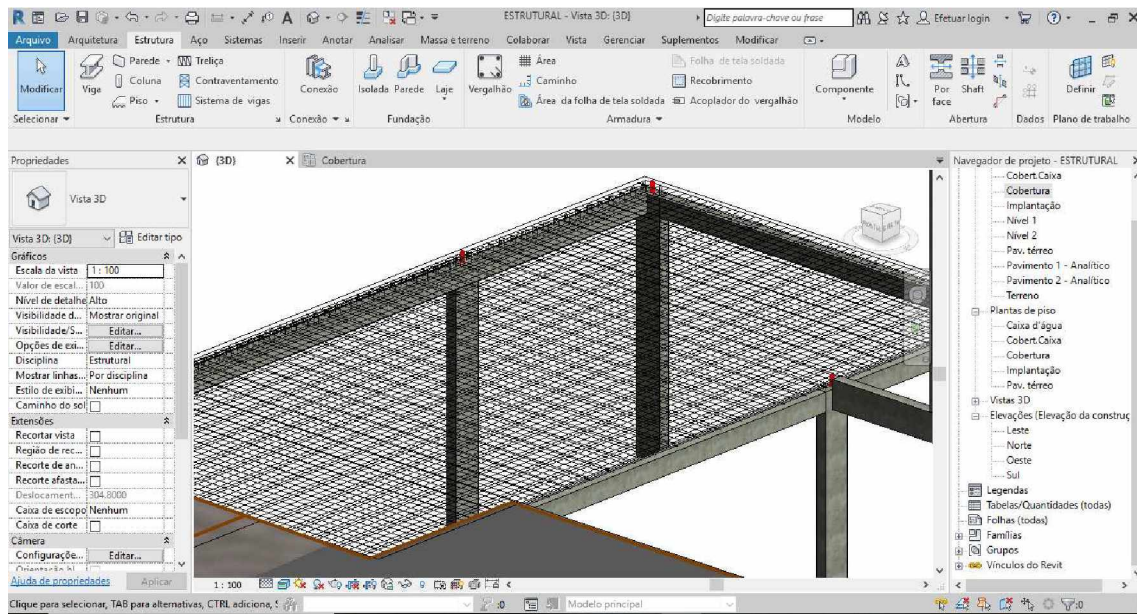 ESTRUTURAL - Vista 3D: {3D}
Digite palavra-chave ou frase
Efetuar login
Arquivo Arquitetura Estrutura Aço Sistemas Inserir Anotar Analisar Massa e terreno Colaborar Vista Gerenciar Suplementos Modificar
Modificar
Viga
Parede
Treliça
Coluna
Contraventamento
Piso
Sistema de vigas
Conexão
Isolada
Parede
Laje
Vergalhão
Área
Folha de tela soldada
Caminho
Recobrimento
Área da folha de tela soldada
Acoplador do vergalhão
Componente
Por face
Shaft
Definir
Selecionar
Estrutura
Conexão
Fundação
Armadura
Modelo
Abertura
Dados
Plano de trabalho
Propriedades
Vista 3D
Vista 3D: {3D}
Editar tipo
Gráficos
Escala da vista 1 : 100
Valor de escal... 100
Nível de detalhe Alto
Visibilidade d... Mostrar original
Visibilidade/S... Editar...
Opções de exi... Editar...
Disciplina Estrutural
Mostrar linhas... Por disciplina
Estilo de exibi... Nenhum
Caminho do sol
Extensões
Recortar vista
Região de rec...
Recorte de an...
Recorte afasta...
Deslocament... 304.8000
Caixa de escopo Nenhum
Caixa de corte
Câmera
Configuraçõe... Editar...
Ajuda de propriedades
Aplicar
{3D}
Cobertura
1 : 100
Navegador de projeto - ESTRUTURAL
Cobert.Caixa
Cobertura
Implantação
Nível 1
Nível 2
Pav. térreo
Pavimento 1 - Analítico
Pavimento 2 - Analítico
Terreno
Plantas de piso
Caixa d'água
Cobert.Caixa
Cobertura
Implantação
Pav. térreo
Vistas 3D
Elevações (Elevação da construç
Leste
Norte
Oeste
Sul
Legendas
Tabelas/Quantidades (todas)
Folhas (todas)
Famílias
Grupos
Vínculos do Revit
Clique para selecionar, TAB para alternativas, CTRL adiciona,
:0
Modelo principal
:0